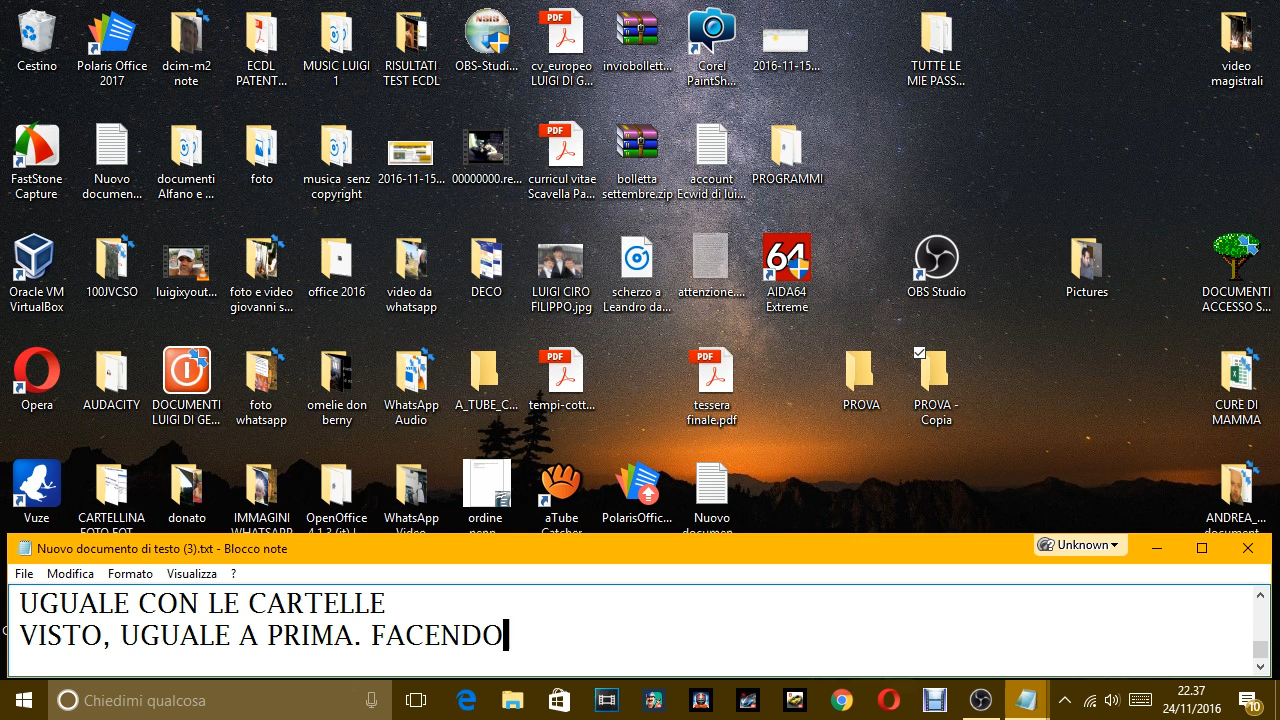 Cestino
Polaris Office 2017
dcim-m2 note
ECDL PATENT...
MUSIC LUIGI 1
RISULTATI TEST ECDL
OBS-Studi...
cv_europeo LUIGI DI G...
inviobollett...
Corel PaintSh...
2016-11-15...
TUTTE LE MIE PASS...
video magistrali
FastStone Capture
Nuovo documen...
documenti Alfano e ...
foto
musica senz copyright
2016-11-15...
00000000.re...
curricul vitae Scavella Pa...
bolletta settembre.zip
account Ecwid di lui...
PROGRAMMI
Oracle VM VirtualBox
100JVCSO
luigixyout...
foto e video giovanni s...
office 2016
video da whatsapp
DECO
LUIGI CIRO FILIPPO.jpg
scherzo a Leandro da...
attenzione....
AIDA64 Extreme
OBS Studio
Pictures
DOCUMENTI ACCESSO S...
Opera
AUDACITY
DOCUMENTI LUIGI DI GE...
foto whatsapp
omelie don berny
WhatsApp Audio
A_TUBE_C...
tempi-cott...
tessera finale.pdf
PROVA
PROVA - Copia
CURE DI MAMMA
Vuze
CARTELLINA
donato
IMMAGINI
OpenOffice
WhatsApp
ordine
aTube
PolarisOffic...
Nuovo
ANDREA_...
Nuovo documento di testo (3).txt - Blocco note
Unknown
File Modifica Formato Visualizza ?
UGUALE CON LE CARTELLE
VISTO, UGUALE A PRIMA. FACENDO
Chiedimi qualcosa
22.37
24/11/2016
10